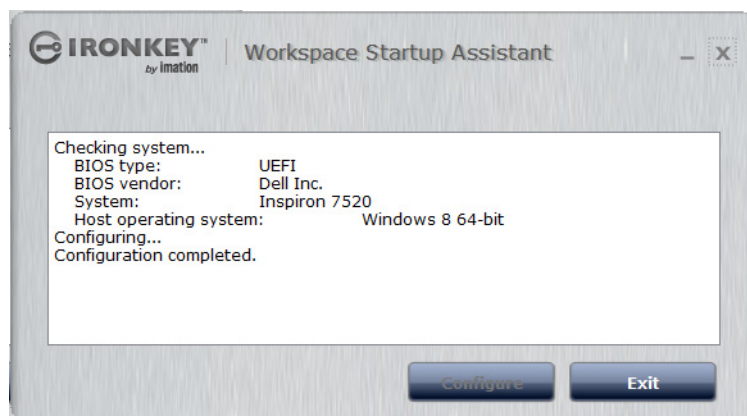 IRONKEY™
by imation
Workspace Startup Assistant
Checking system...
BIOS type: UEFI
BIOS vendor: Dell Inc.
System: Inspiron 7520
Host operating system: Windows 8 64-bit
Configuring...
Configuration completed.
Configure
Exit